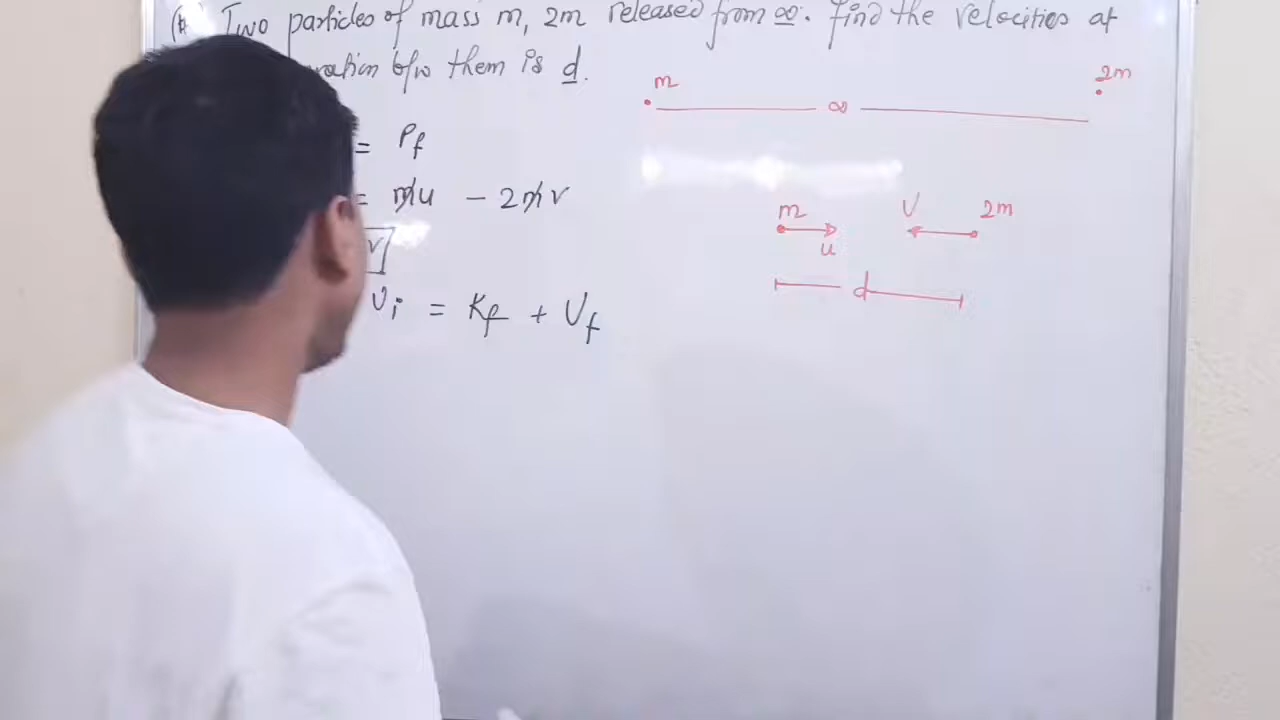 Two particles of mass m, 2m released from ∞. find the velocities at
b/w them is d.
m 2m
∞
= Pf
= mu - 2mv
v
m V 2m
u
d
Ui = Kf + Uf